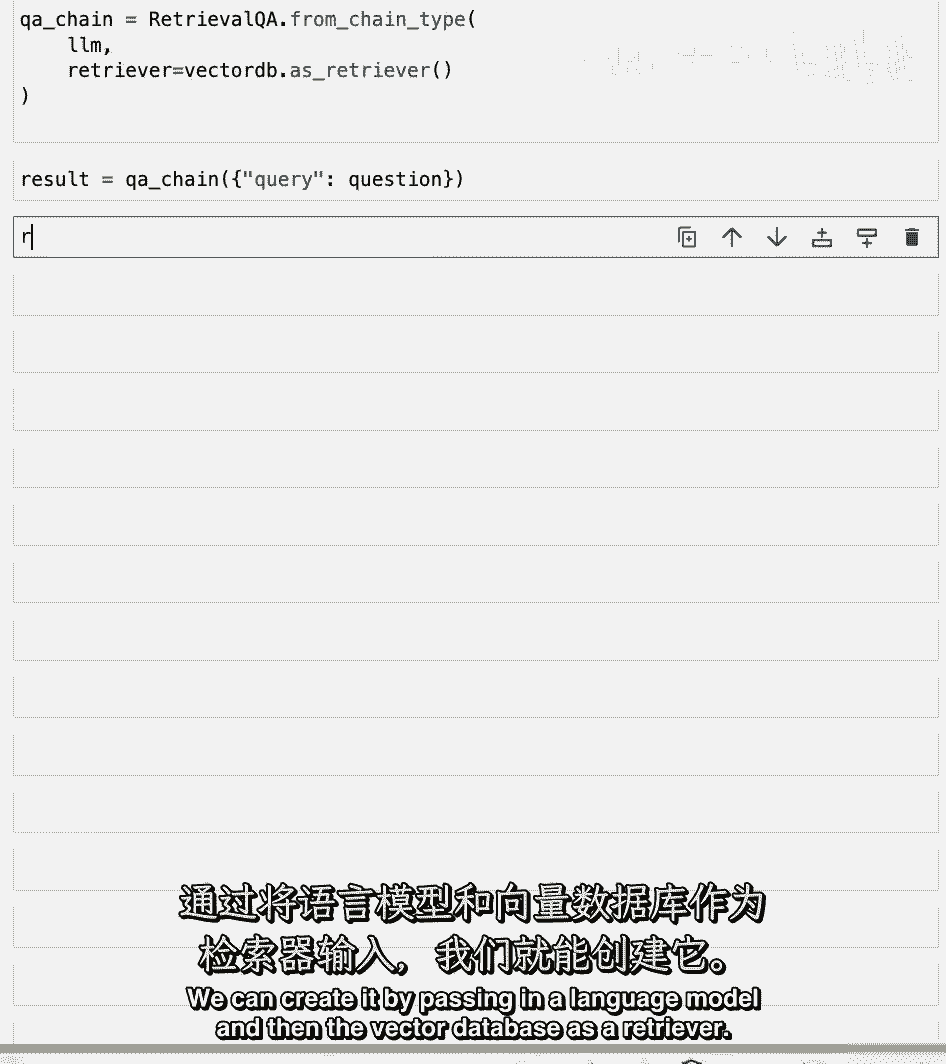 qa_chain = RetrievalQA.from_chain_type(
    llm,
    retriever=vectordb.as_retriever()
)
result = qa_chain({"query": question})
r
通过将语言模型和向量数据库作为
检索器输入，我们就能创建它。
We can create it by passing in a language model
and then the vector database as a retriever.